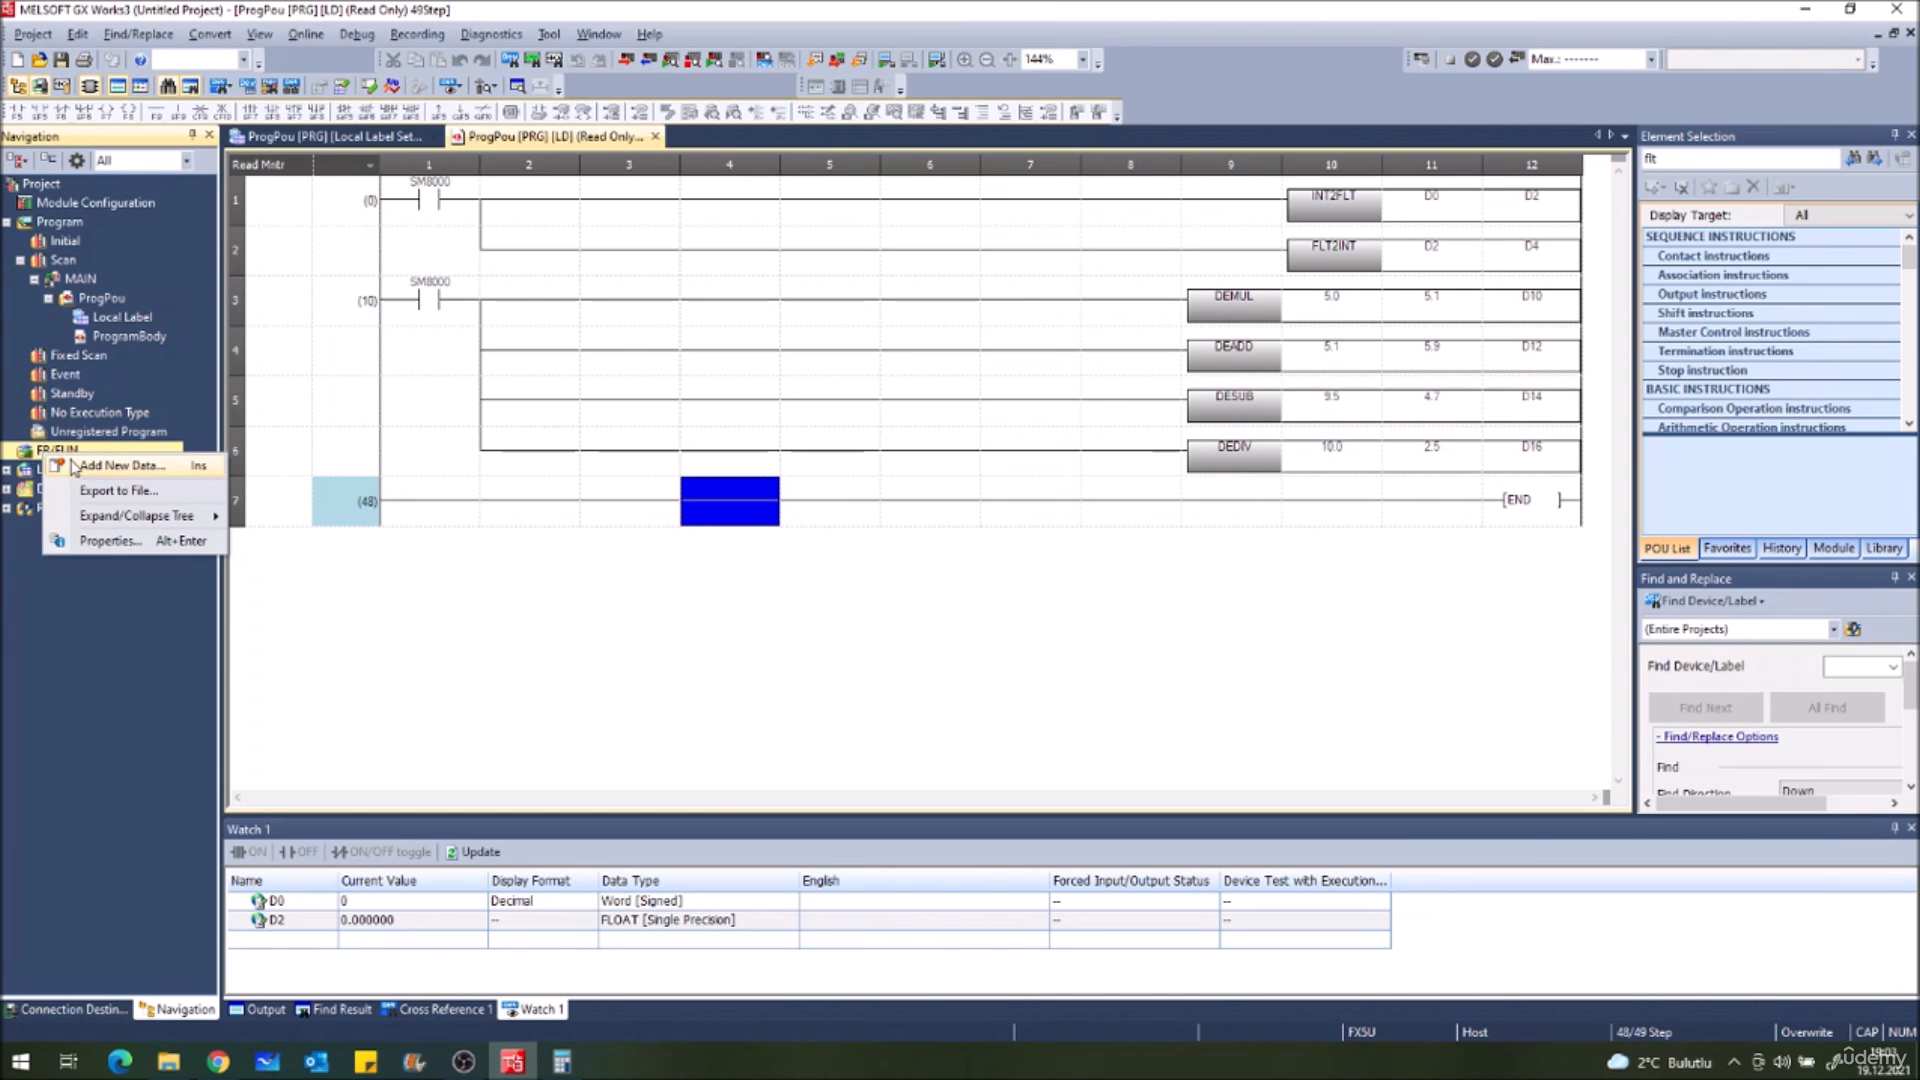 MELSOFT GX Works3 (Untitled Project) - [ProgPou [PRG] [LD] (Read Only) 49Step]
Project Edit Find/Replace Convert View Online Debug Recording Diagnostics Tool Window Help
144%
Max.: -------
Navigation
All
Project
Module Configuration
Program
Initial
Scan
MAIN
ProgPou
Local Label
ProgramBody
Fixed Scan
Event
Standby
No Execution Type
Unregistered Program
FB/FUN
Add New Data... Ins
Export to File...
Expand/Collapse Tree
Properties... Alt+Enter
ProgPou [PRG] [Local Label Set...
ProgPou [PRG] [LD] (Read Only...
Read Mntr 1 2 3 4 5 6 7 8 9 10 11 12
SM8000
1 (0) INT2FLT D0 D2
2 FLT2INT D2 D4
SM8000
3 (10) DEMUL 5.0 5.1 D10
4 DEADD 5.1 5.9 D12
5 DESUB 9.5 4.7 D14
6 DEDIV 10.0 2.5 D16
7 (48) [END ]
Element Selection
flt
Display Target: All
SEQUENCE INSTRUCTIONS
Contact instructions
Association instructions
Output instructions
Shift instructions
Master Control instructions
Termination instructions
Stop instruction
BASIC INSTRUCTIONS
Comparison Operation instructions
Arithmetic Operation instructions
POU List Favorites History Module Library
Find and Replace
Find Device/Label
(Entire Projects)
Find Device/Label
Find Next All Find
- Find/Replace Options
Find
Find Direction Down
Watch 1
ON OFF ON/OFF toggle Update
Name Current Value Display Format Data Type English Forced Input/Output Status Device Test with Execution...
D0 0 Decimal Word [Signed] -- --
D2 0.000000 -- FLOAT [Single Precision] -- --
Connection Destin... Navigation Output Find Result Cross Reference 1 Watch 1
FX5U Host 48/49 Step Overwrite CAP NUM
2°C Bulutlu
19.12.2021
ûdemy